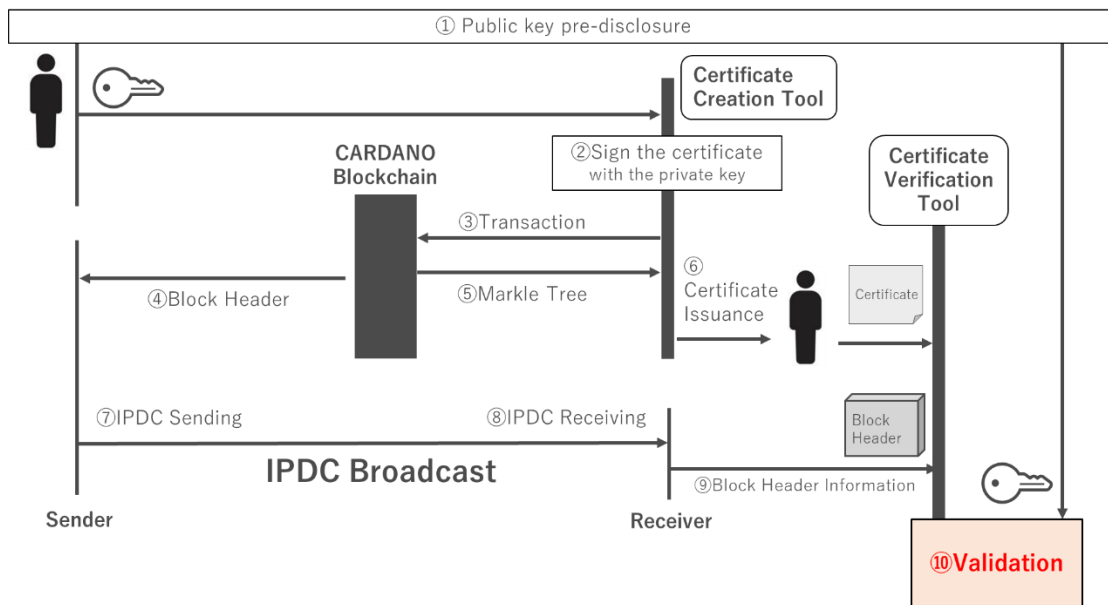 ① Public key pre-disclosure
Certificate
Creation Tool
②Sign the certificate
with the private key
Certificate
Verification
Tool
CARDANO
Blockchain
③Transaction
④Block Header
⑤Markle Tree
⑥
Certificate
Issuance
Certificate
⑦IPDC Sending
⑧IPDC Receiving
Block
Header
IPDC Broadcast
⑨Block Header Information
Sender
Receiver
⑩Validation